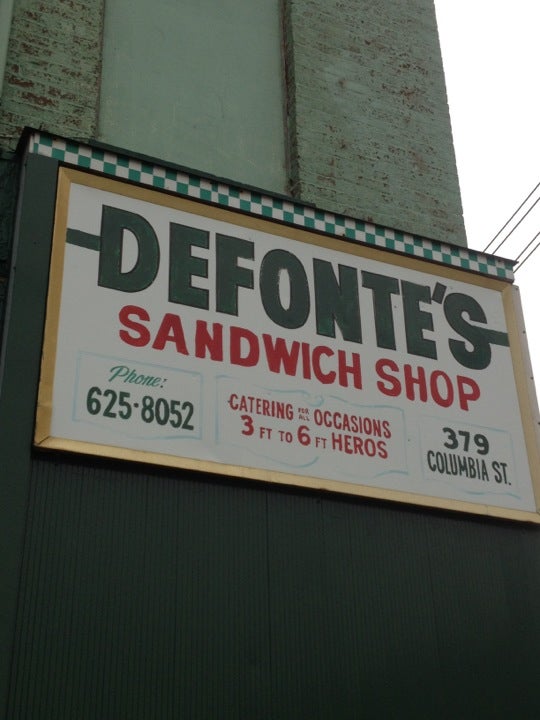 DEFONTE'S
SANDWICH SHOP
Phone:
625-8052
CATERING FOR ALL OCCASIONS
3 FT TO 6 FT HEROS
379
COLUMBIA ST.